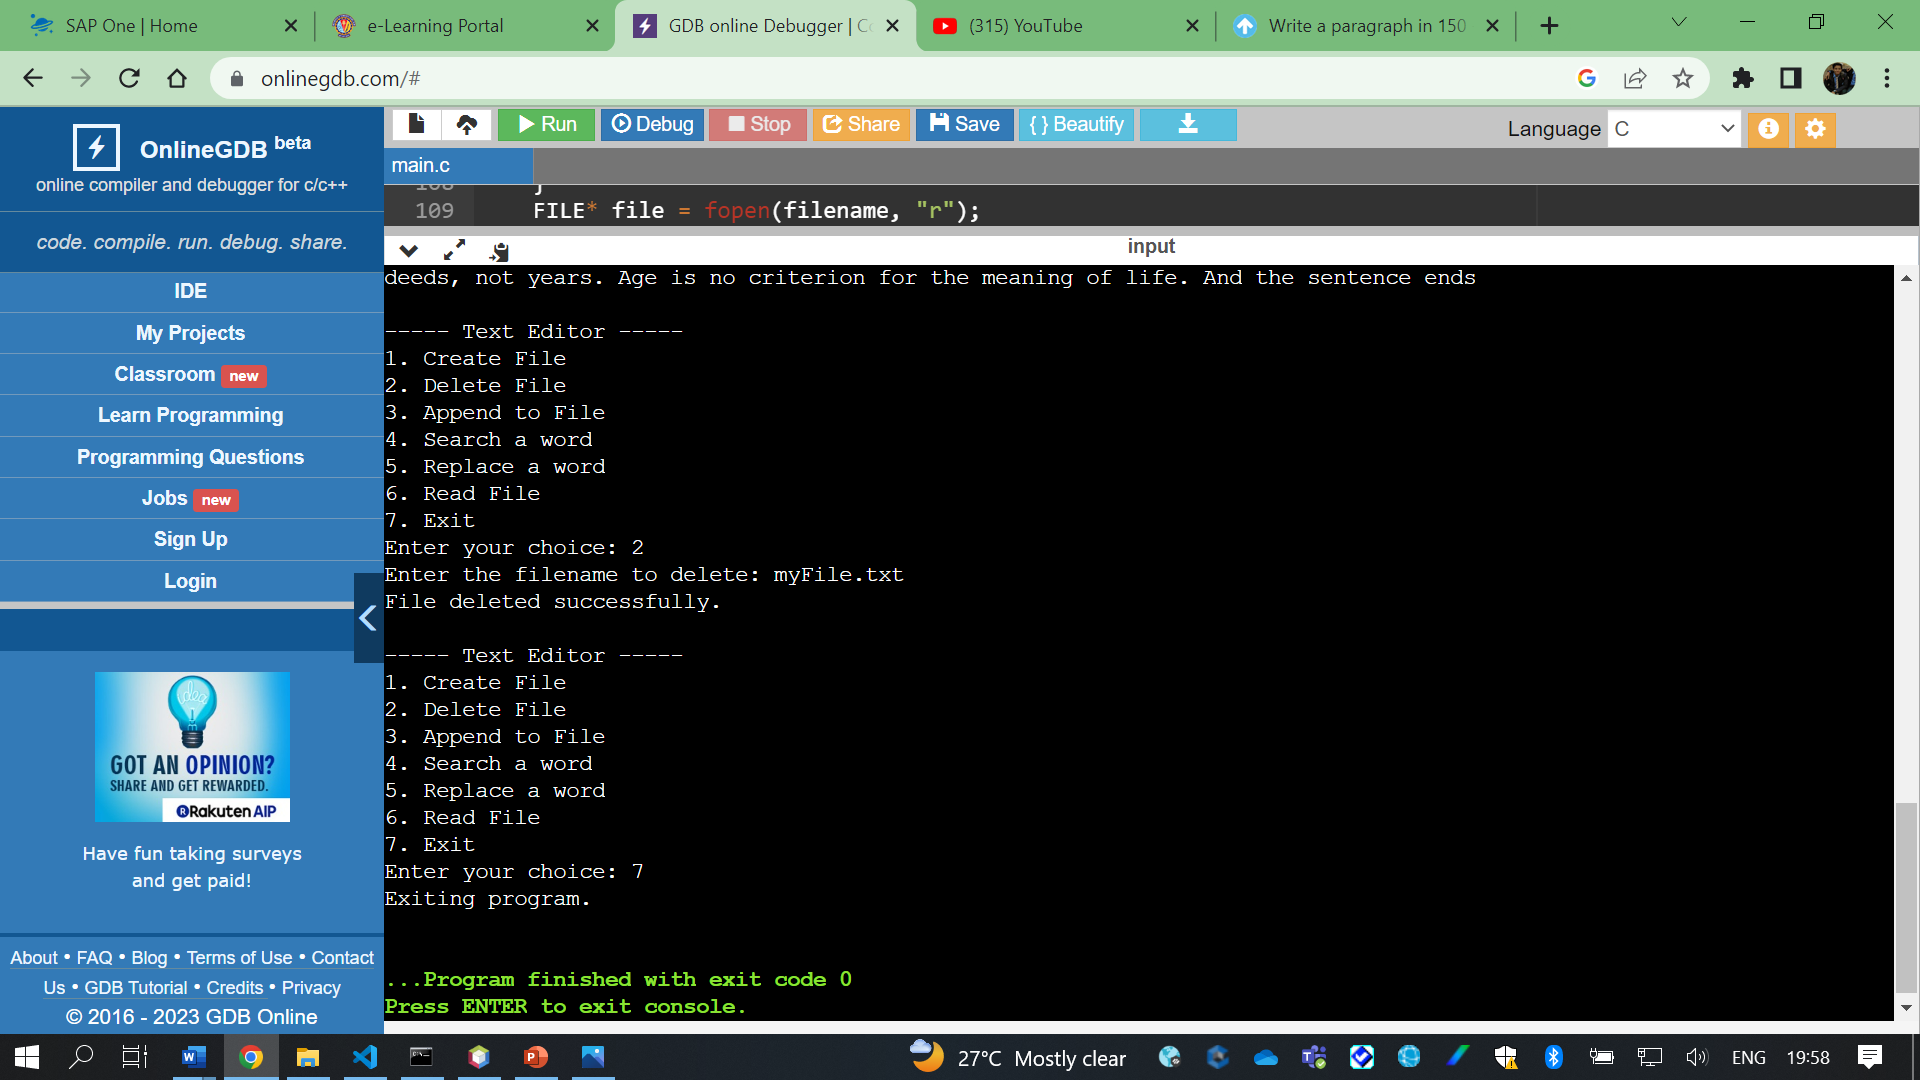 SAP One | Home
e-Learning Portal
GDB online Debugger | Co
(315) YouTube
Write a paragraph in 150
onlinegdb.com/#
OnlineGDB beta
online compiler and debugger for c/c++
code. compile. run. debug. share.
IDE
My Projects
Classroom new
Learn Programming
Programming Questions
Jobs new
Sign Up
Login
GOT AN OPINION?
SHARE AND GET REWARDED.
Rakuten AIP
Have fun taking surveys
and get paid!
About • FAQ • Blog • Terms of Use • Contact
Us • GDB Tutorial • Credits • Privacy
© 2016 - 2023 GDB Online
Run Debug Stop Share Save { } Beautify
Language C
main.c
108 }
109 FILE* file = fopen(filename, "r");
input
deeds, not years. Age is no criterion for the meaning of life. And the sentence ends
----- Text Editor -----
1. Create File
2. Delete File
3. Append to File
4. Search a word
5. Replace a word
6. Read File
7. Exit
Enter your choice: 2
Enter the filename to delete: myFile.txt
File deleted successfully.
----- Text Editor -----
1. Create File
2. Delete File
3. Append to File
4. Search a word
5. Replace a word
6. Read File
7. Exit
Enter your choice: 7
Exiting program.
...Program finished with exit code 0
Press ENTER to exit console.
27°C Mostly clear
ENG 19:58